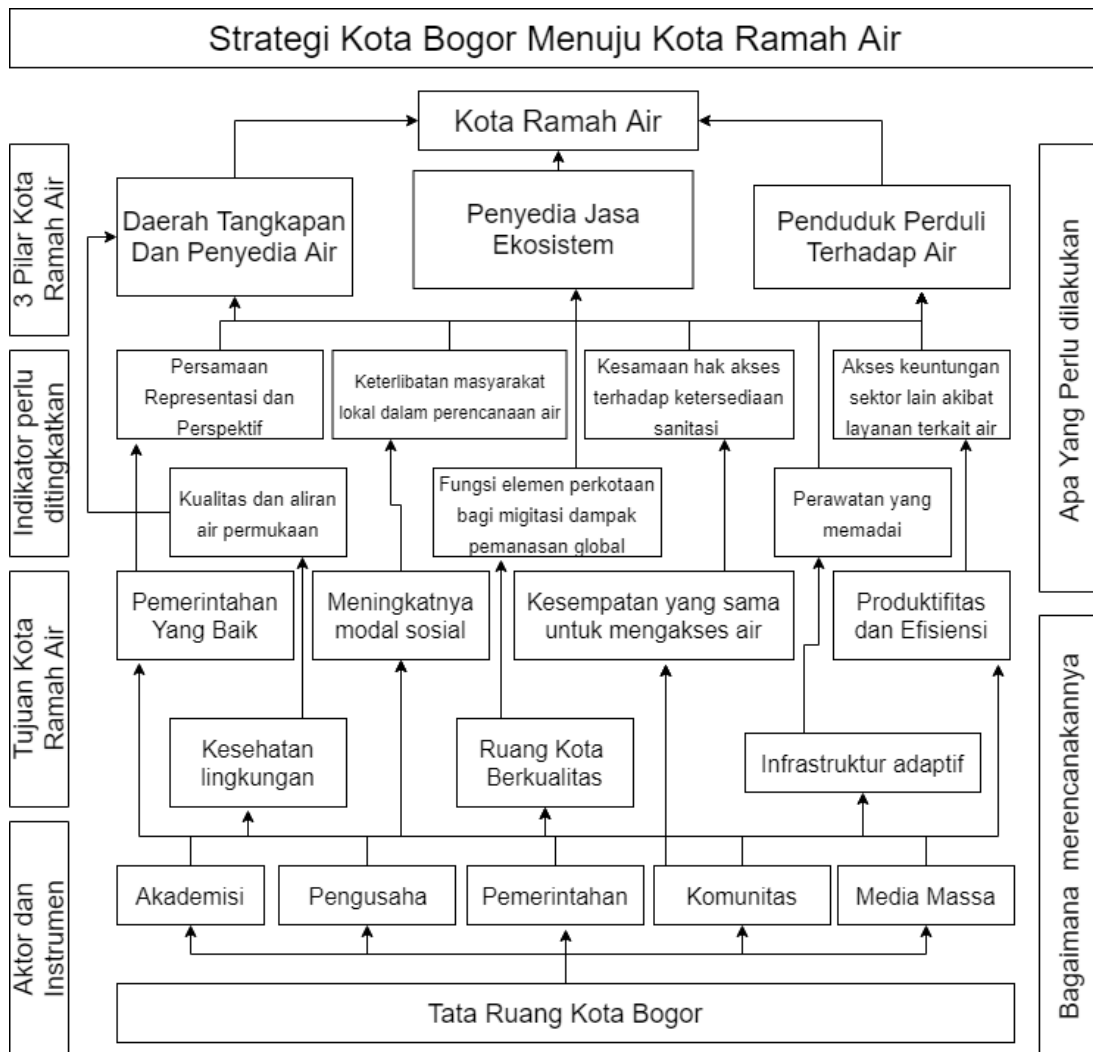 Strategi Kota Bogor Menuju Kota Ramah Air
Kota Ramah Air
3 Pilar Kota
Ramah Air
Daerah Tangkapan
Dan Penyedia Air
Penyedia Jasa
Ekosistem
Penduduk Perduli
Terhadap Air
Apa Yang Perlu dilakukan
Indikator perlu
ditingkatkan
Persamaan
Representasi dan
Perspektif
Keterlibatan masyarakat
lokal dalam perencanaan air
Kesamaan hak akses
terhadap ketersediaan
sanitasi
Akses keuntungan
sektor lain akibat
layanan terkait air
Kualitas dan aliran
air permukaan
Fungsi elemen perkotaan
bagi migitasi dampak
pemanasan global
Perawatan yang
memadai
Tujuan Kota
Ramah Air
Pemerintahan
Yang Baik
Meningkatnya
modal sosial
Kesempatan yang sama
untuk mengakses air
Produktifitas
dan Efisiensi
Bagaimana merencanakannya
Kesehatan
lingkungan
Ruang Kota
Berkualitas
Infrastruktur adaptif
Aktor dan
Instrumen
Akademisi
Pengusaha
Pemerintahan
Komunitas
Media Massa
Tata Ruang Kota Bogor